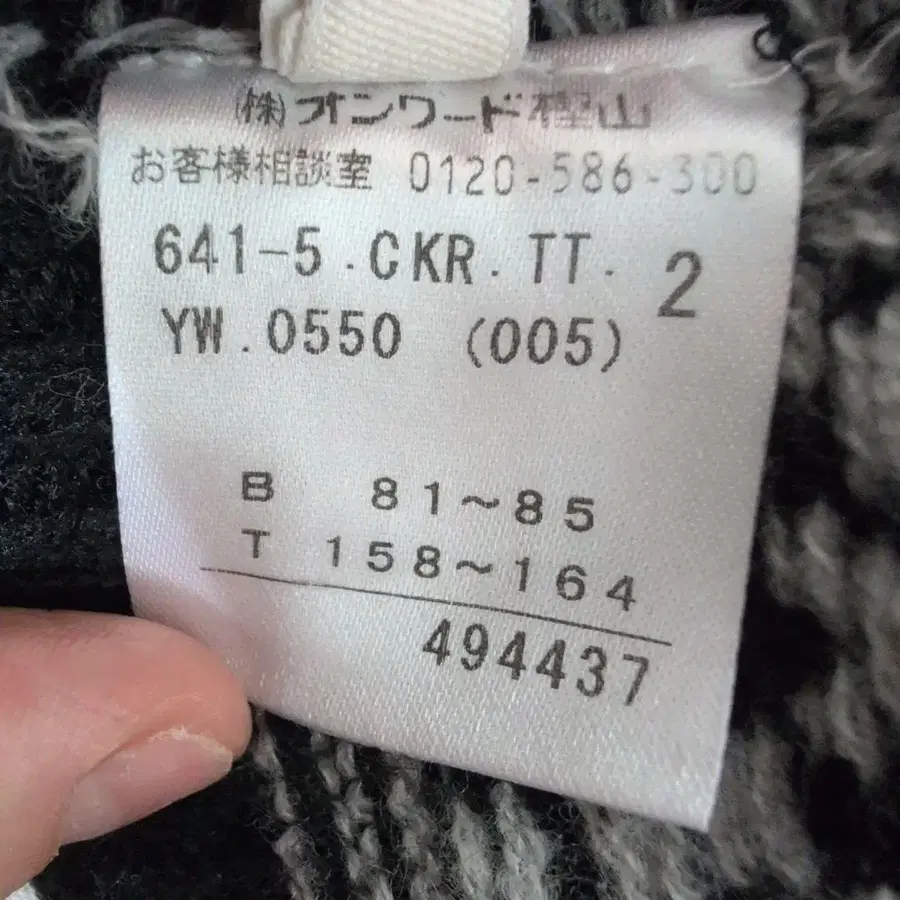 (株)オンワード樫山
お客様相談室 0120-586-300
641-5.CKR.TT. 2
YW.0550 (005)
B 81~85
T 158~164
494437